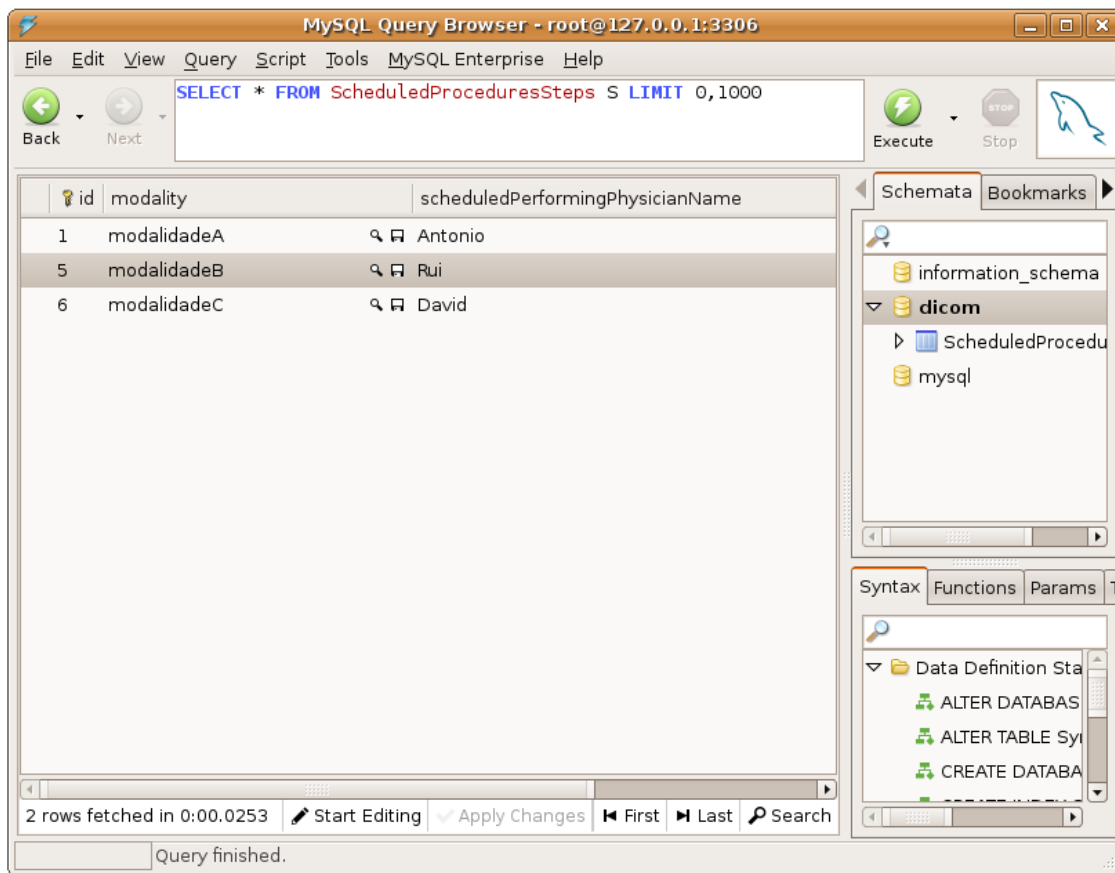 MySQL Query Browser - root@127.0.0.1:3306
File Edit View Query Script Tools MySQL Enterprise Help
SELECT * FROM ScheduledProceduresSteps S LIMIT 0,1000
Back Next Execute STOP Stop
id modality scheduledPerformingPhysicianName
1 modalidadeA Antonio
5 modalidadeB Rui
6 modalidadeC David
Schemata Bookmarks
information_schema
dicom
ScheduledProcedu
mysql
Syntax Functions Params
Data Definition Sta
ALTER DATABAS
ALTER TABLE Sy
CREATE DATABA
2 rows fetched in 0:00.0253 Start Editing Apply Changes First Last Search
Query finished.